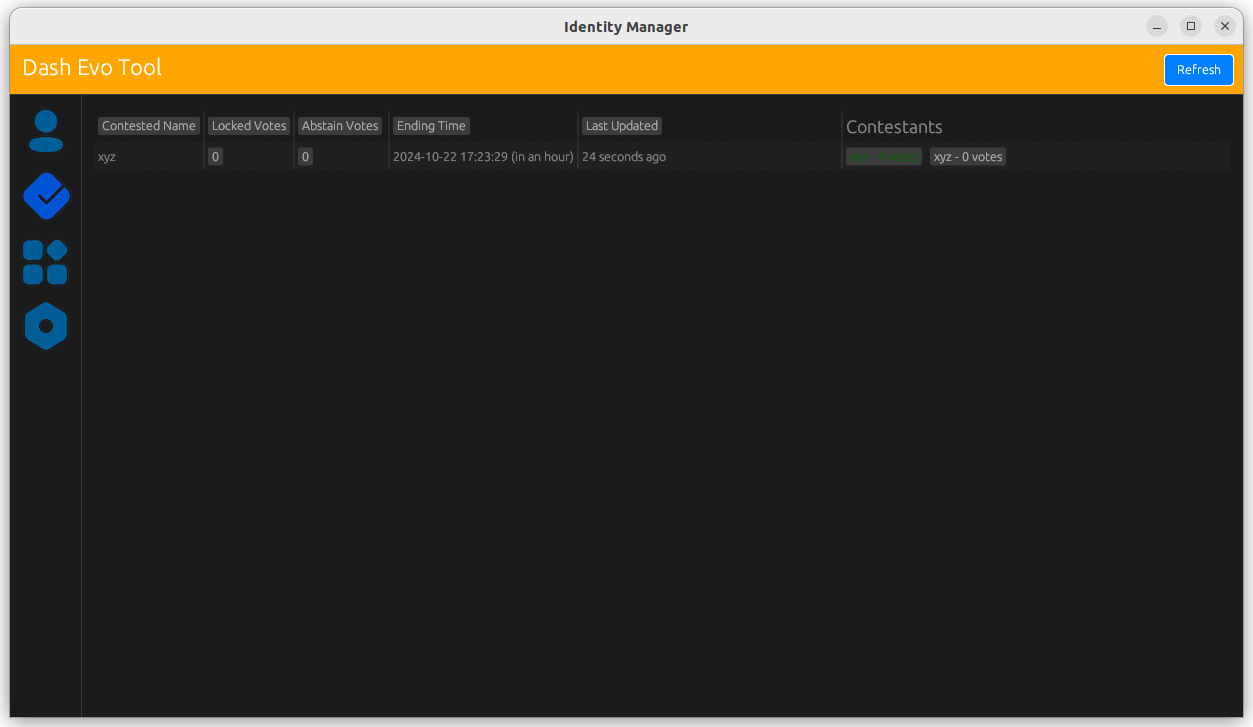 Identity Manager
Dash Evo Tool
Refresh
Contested Name Locked Votes Abstain Votes Ending Time Last Updated Contestants
xyz 0 0 2024-10-22 17:23:29 (in an hour) 24 seconds ago xyz - 0 votes